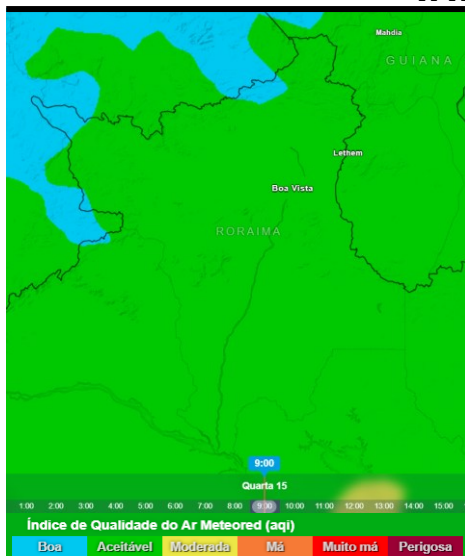 Mahdia
GUIANA
Lethem
Boa Vista
RORAIMA
9:00
Quarta 15
1:00 2:00 3:00 4:00 5:00 6:00 7:00 8:00 9:00 10:00 11:00 12:00 13:00 14:00 15:00
Índice de Qualidade do Ar Meteored (aqi)
Boa Aceitável Moderada Má Muito má Perigosa